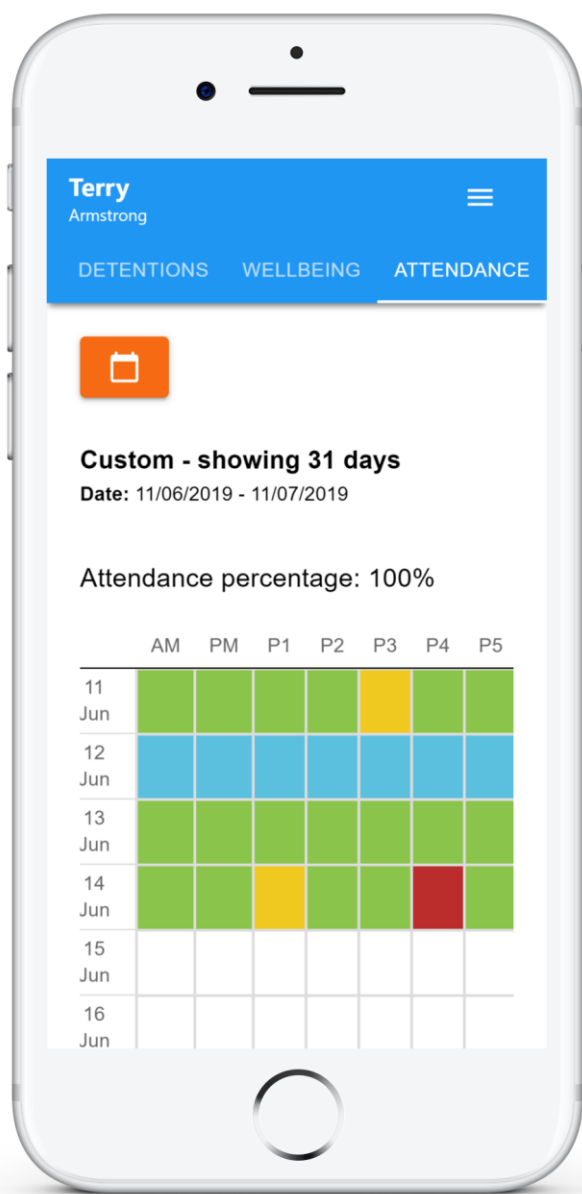 Terry
Armstrong
DETENTIONS WELLBEING ATTENDANCE
Custom - showing 31 days
Date: 11/06/2019 - 11/07/2019
Attendance percentage: 100%
AM PM P1 P2 P3 P4 P5
11
Jun
12
Jun
13
Jun
14
Jun
15
Jun
16
Jun